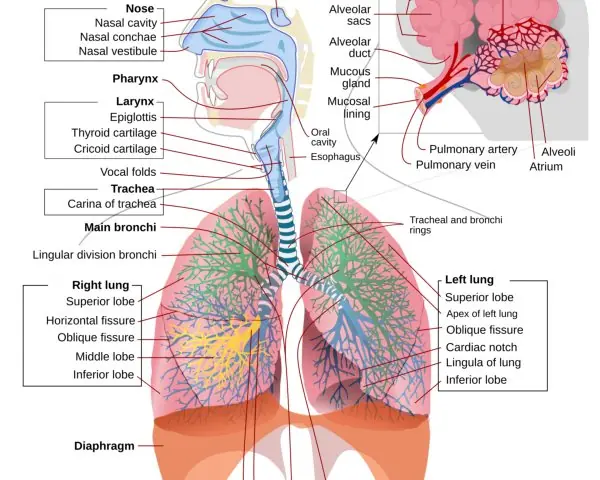 Nose
Nasal cavity
Nasal conchae
Nasal vestibule
Pharynx
Larynx
Epiglottis
Thyroid cartilage
Cricoid cartilage
Vocal folds
Trachea
Carina of trachea
Main bronchi
Lingular division bronchi
Right lung
Superior lobe
Horizontal fissure
Oblique fissure
Middle lobe
Inferior lobe
Diaphragm
Oral
cavity
Esophagus
Alveolar
sacs
Alveolar
duct
Mucous
gland
Mucosal
lining
Pulmonary artery
Pulmonary vein
Alveoli
Atrium
Tracheal and bronchi
rings
Left lung
Superior lobe
Apex of left lung
Oblique fissure
Cardiac notch
Lingula of lung
Inferior lobe